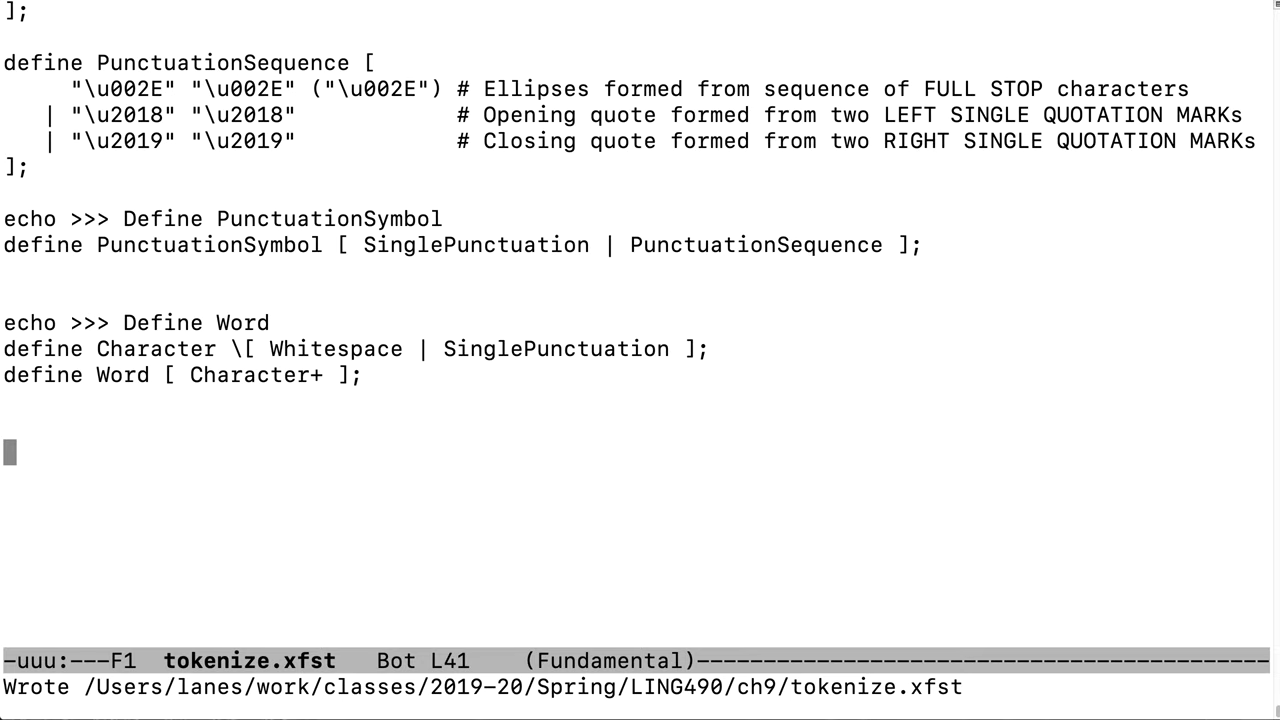 ];
define PunctuationSequence [
"\u002E" "\u002E" ("\u002E") # Ellipses formed from sequence of FULL STOP characters
| "\u2018" "\u2018" # Opening quote formed from two LEFT SINGLE QUOTATION MARKs
| "\u2019" "\u2019" # Closing quote formed from two RIGHT SINGLE QUOTATION MARKs
];
echo >>> Define PunctuationSymbol
define PunctuationSymbol [ SinglePunctuation | PunctuationSequence ];
echo >>> Define Word
define Character \[ Whitespace | SinglePunctuation ];
define Word [ Character+ ];
-uuu:---F1 tokenize.xfst Bot L41 (Fundamental)-------------------------------------------
Wrote /Users/lanes/work/classes/2019-20/Spring/LING490/ch9/tokenize.xfst